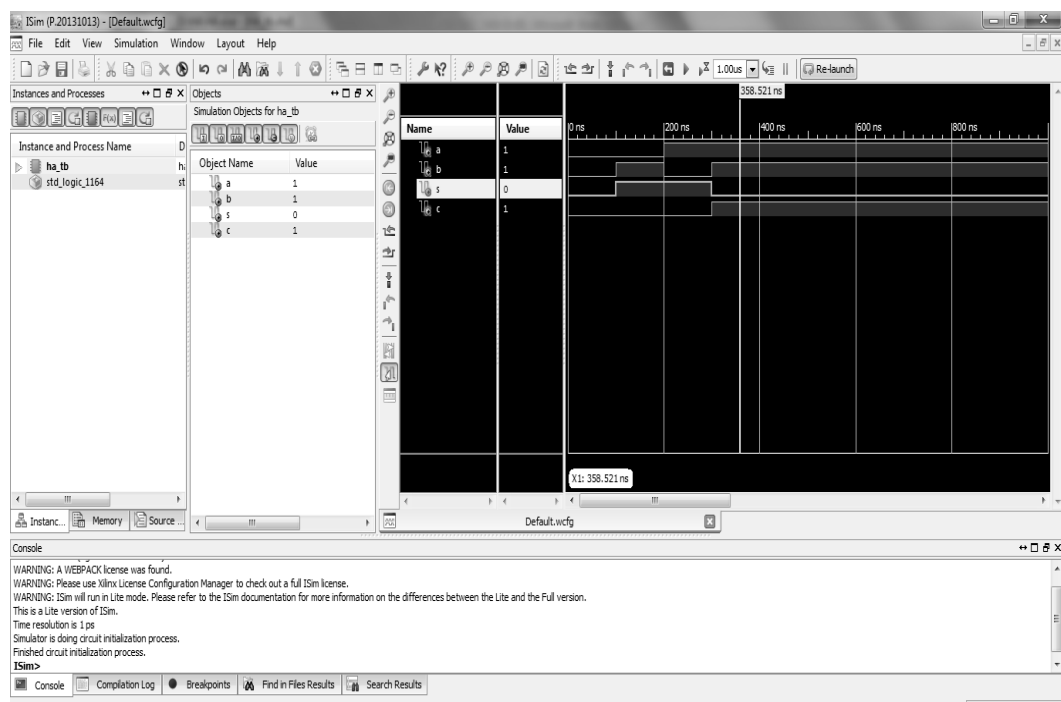 ISim (P.20131013) - [Default.wcfg]
File Edit View Simulation Window Layout Help
1.00us Re-launch
Instances and Processes
Instance and Process Name D
ha_tb ha
std_logic_1164 st
Instanc... Memory Source ...
Objects
Simulation Objects for ha_tb
Object Name Value
a 1
b 1
s 0
c 1
358.521 ns
Name Value
0 ns 200 ns 400 ns 600 ns 800 ns
a 1
b 1
s 0
c 1
X1: 358.521 ns
Default.wcfg
Console
WARNING: A WEBPACK license was found.
WARNING: Please use Xilinx License Configuration Manager to check out a full ISim license.
WARNING: ISim will run in Lite mode. Please refer to the ISim documentation for more information on the differences between the Lite and the Full version.
This is a Lite version of ISim.
Time resolution is 1 ps
Simulator is doing circuit initialization process.
Finished circuit initialization process.
ISim>
Console Compilation Log Breakpoints Find in Files Results Search Results